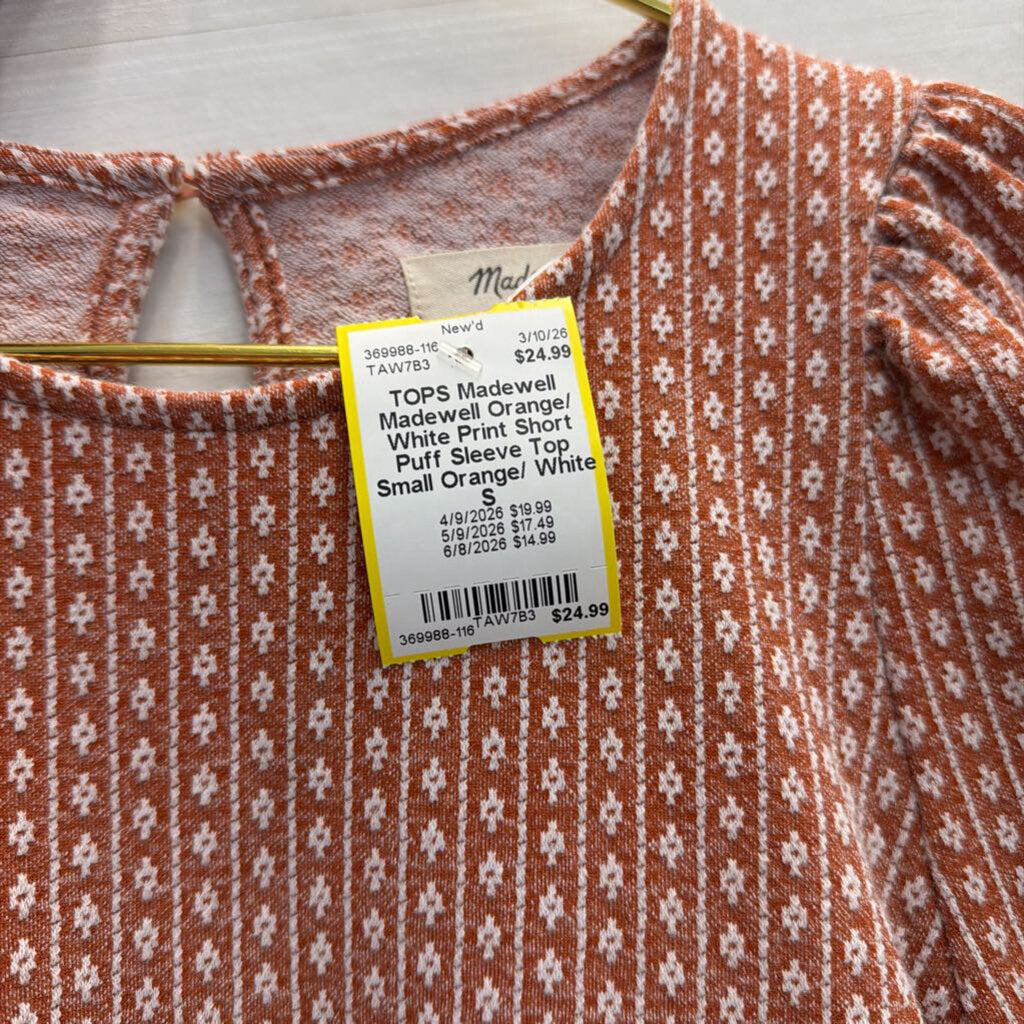 Mad
New'd
369988-116 3/10/26
TAW7B3 $24.99
TOPS Madewell
Madewell Orange/
White Print Short
Puff Sleeve Top
Small Orange/ White
S
4/9/2026 $19.99
5/9/2026 $17.49
6/8/2026 $14.99
369988-116 TAW7B3 $24.99